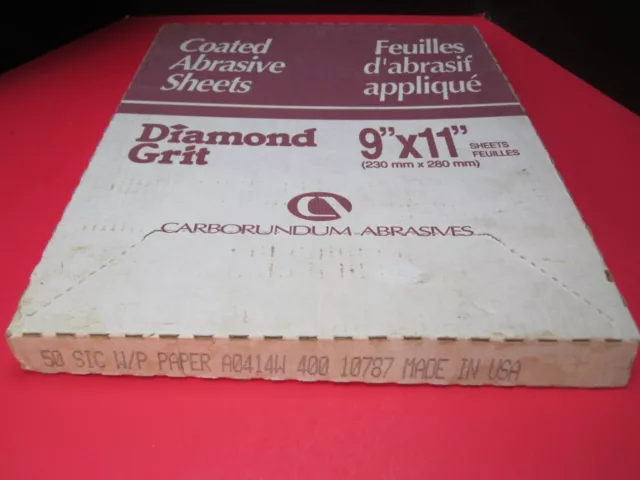 Coated
Abrasive
Sheets
Feuilles
d'abrasif
appliqué
Diamond
Grit
9"x11" SHEETS
FEUILLES
(230 mm x 280 mm)
CARBORUNDUM ABRASIVES
50 SIC W/P PAPER A0414W 400 10787 MADE IN USA